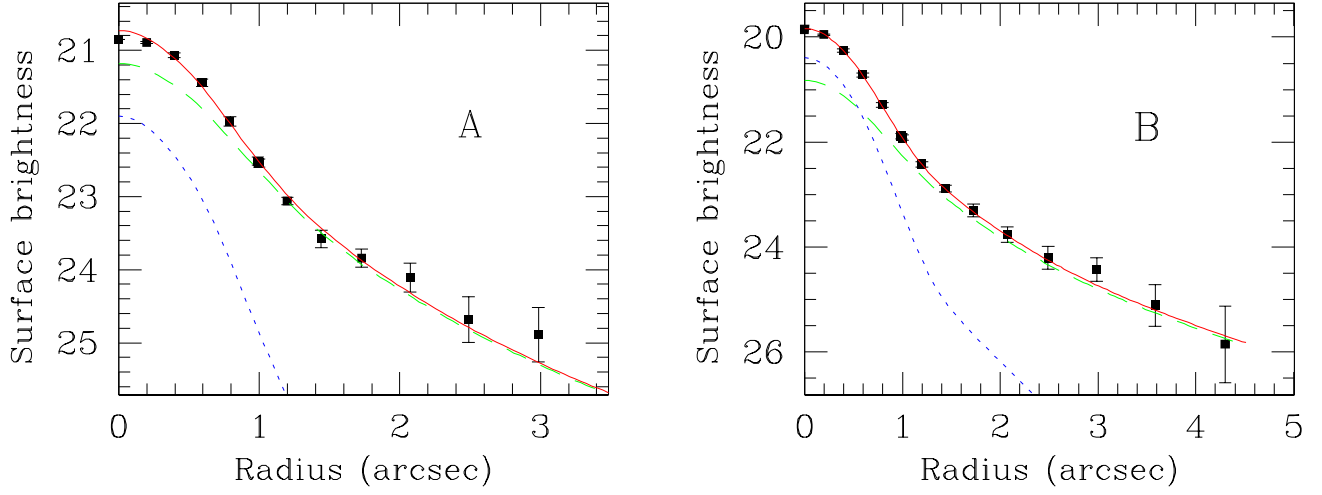 Surface brightness
21
22
23
24
25
A
0 1 2 3
Radius (arcsec)
Surface brightness
20
22
24
26
B
0 1 2 3 4 5
Radius (arcsec)